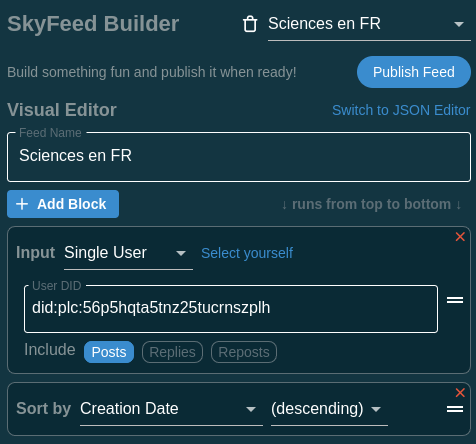 SkyFeed Builder
Sciences en FR
Build something fun and publish it when ready!
Publish Feed
Visual Editor
Switch to JSON Editor
Feed Name
Sciences en FR
+ Add Block
↓ runs from top to bottom ↓
Input Single User Select yourself
User DID
did:plc:56p5hqta5tnz25tucrnszplh
Include Posts Replies Reposts
Sort by Creation Date (descending)